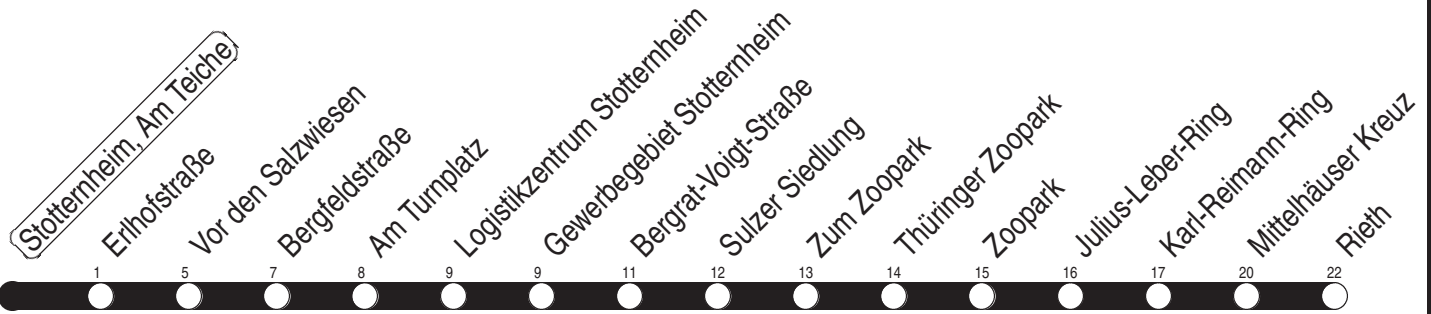 Stotternheim, Am Teiche
1 Erlhofstraße
5 Vor den Salzwiesen
7 Bergfeldstraße
8 Am Turnplatz
9 Logistikzentrum Stotternheim
9 Gewerbegebiet Stotternheim
11 Bergrat-Voigt-Straße
12 Sulzer Siedlung
13 Zum Zoopark
14 Thüringer Zoopark
15 Zoopark
16 Julius-Leber-Ring
17 Karl-Reimann-Ring
20 Mittelhäuser Kreuz
22 Rieth